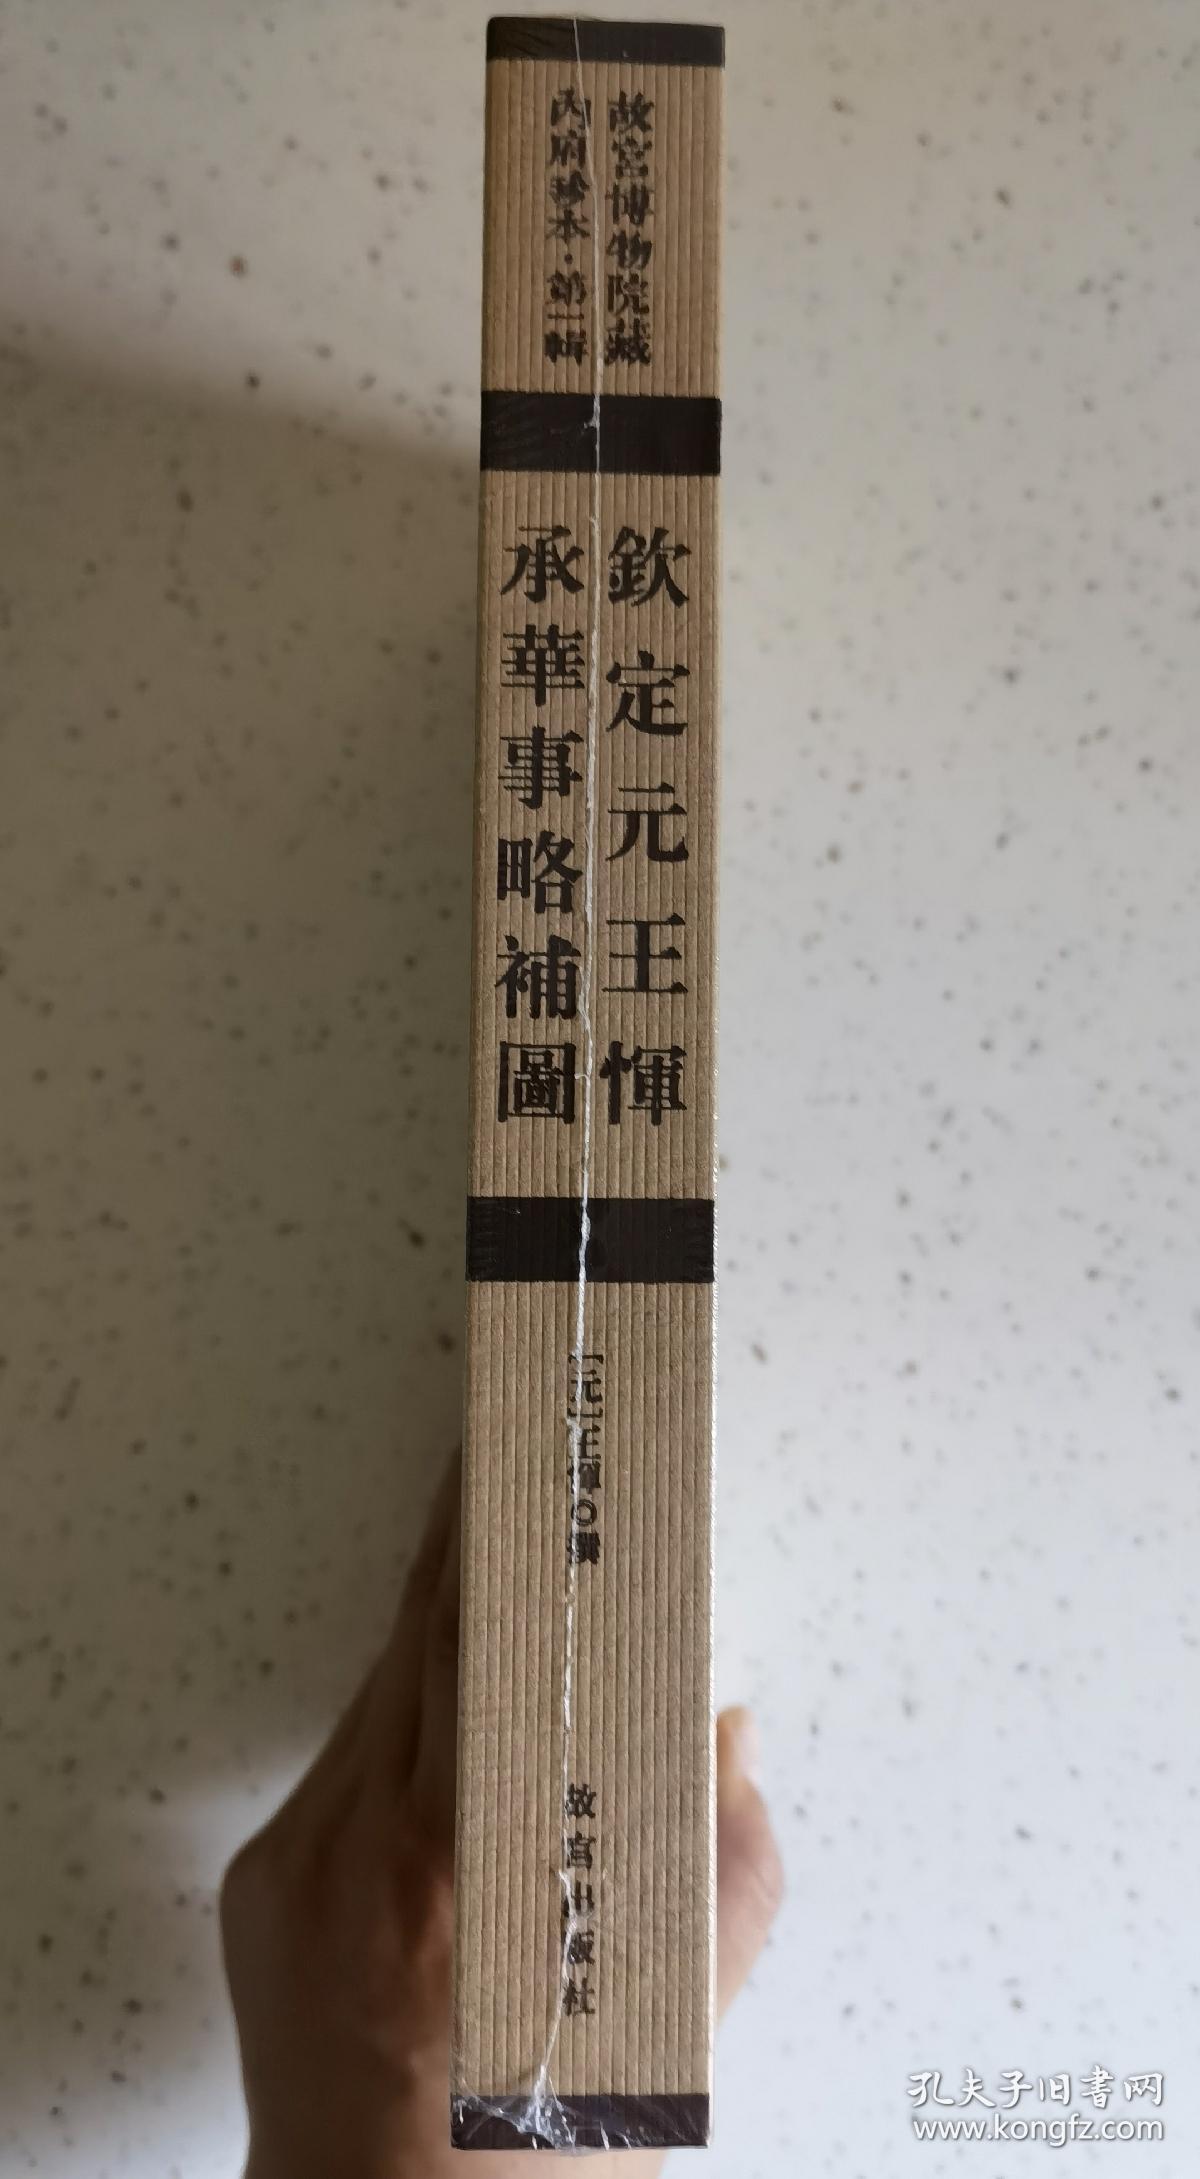 故宮博物院藏
內府珍本·第一輯
欽定元王惲
承華事略補圖
［元］王惲◎撰
故宮出版社
孔夫子旧書网
www.kongfz.com